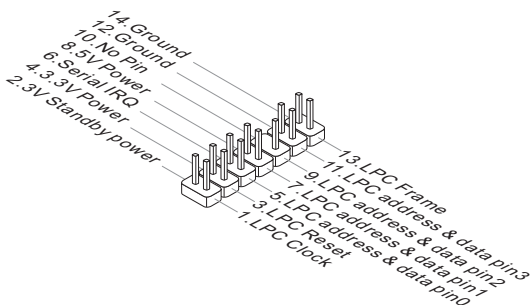 14.Ground
12.Ground
10.No Pin
8.5V Power
6.Serial IRQ
4.3.3V Power
2.3V Standby power
13.LPC Frame
11.LPC address & data pin3
9.LPC address & data pin2
7.LPC address & data pin1
5.LPC address & data pin0
3.LPC Reset
1.LPC Clock